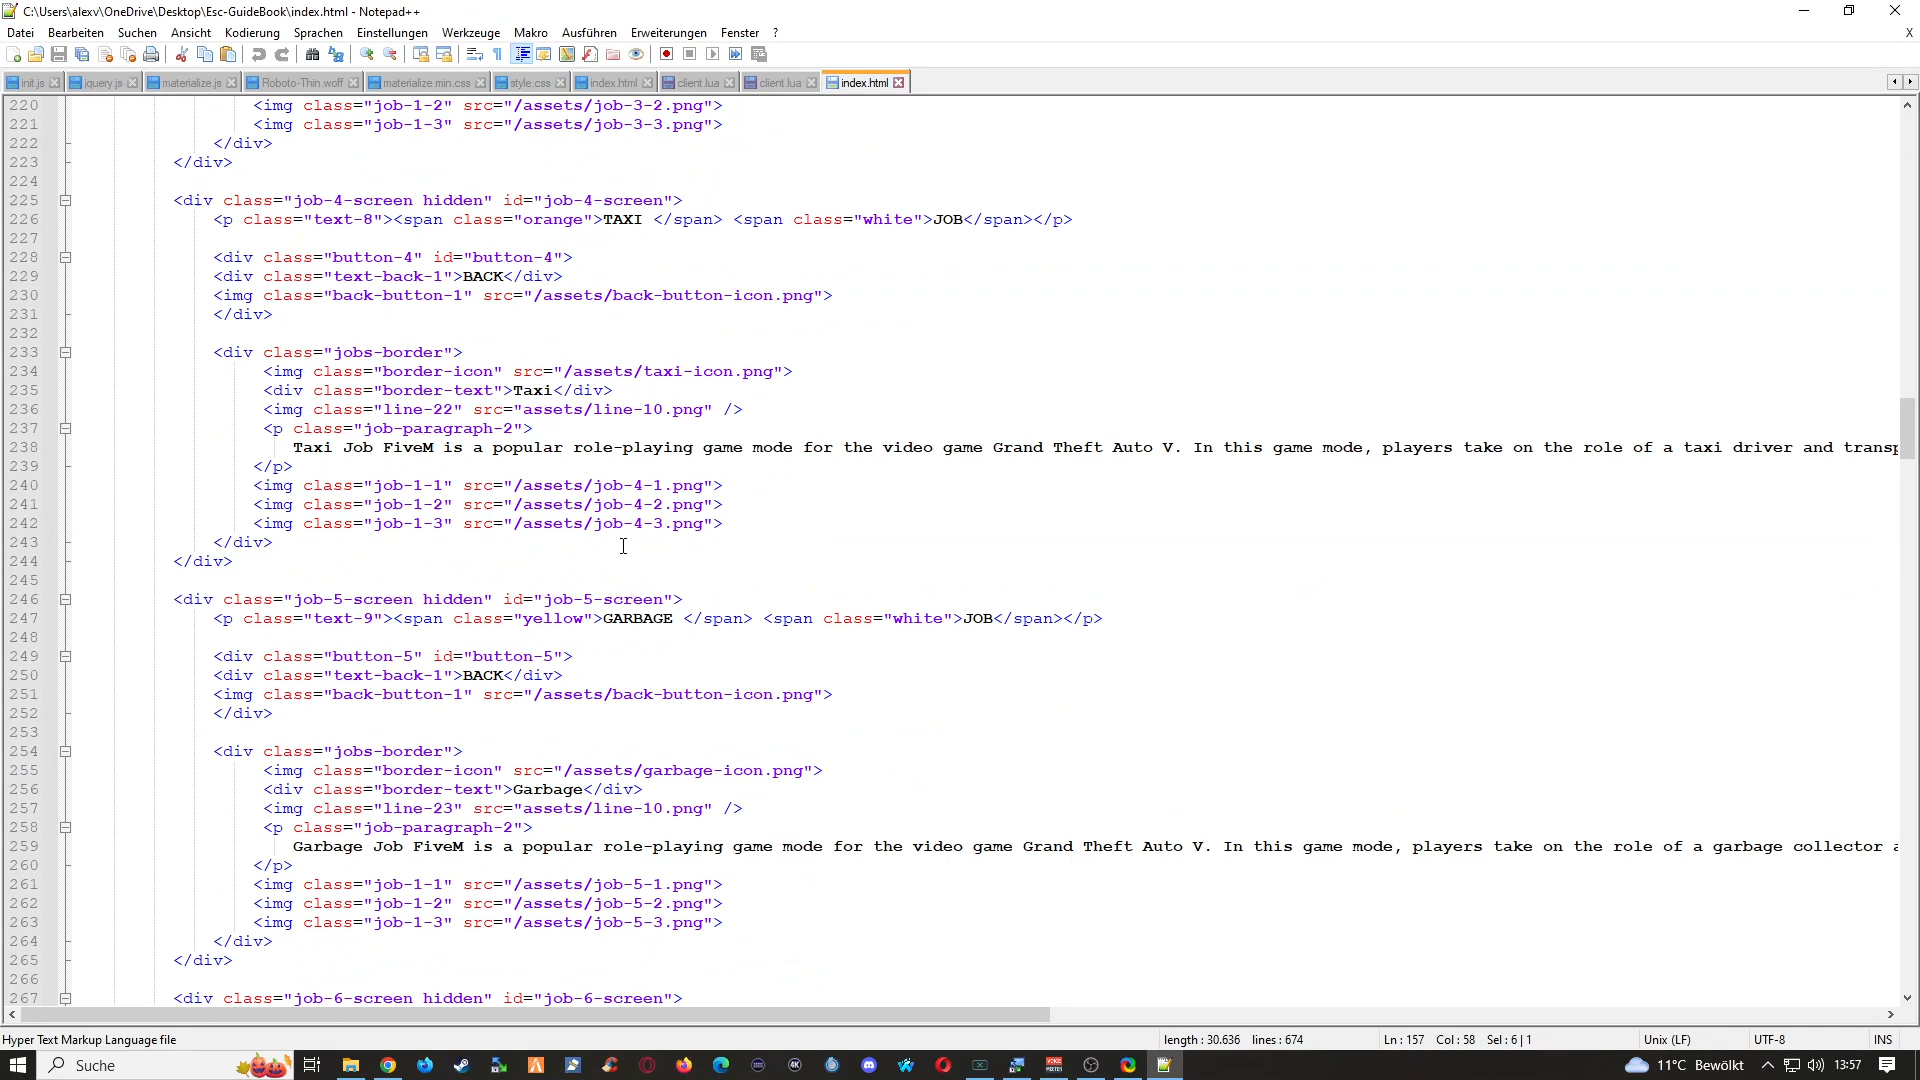 C:\Users\alexv\OneDrive\Desktop\Esc-GuideBook\index.html - Notepad++
Datei Bearbeiten Suchen Ansicht Kodierung Sprachen Einstellungen Werkzeuge Makro Ausführen Erweiterungen Fenster ? X
init.js jquery.js materialize.js Roboto-Thin.woff materialize.min.css style.css index.html client.lua client.lua index.html
220 <img class="job-1-2" src="/assets/job-3-2.png">
221 <img class="job-1-3" src="/assets/job-3-3.png">
222 </div>
223 </div>
224
225 <div class="job-4-screen hidden" id="job-4-screen">
226 <p class="text-8"><span class="orange">TAXI </span> <span class="white">JOB</span></p>
227
228 <div class="button-4" id="button-4">
229 <div class="text-back-1">BACK</div>
230 <img class="back-button-1" src="/assets/back-button-icon.png">
231 </div>
232
233 <div class="jobs-border">
234 <img class="border-icon" src="/assets/taxi-icon.png">
235 <div class="border-text">Taxi</div>
236 <img class="line-22" src="assets/line-10.png" />
237 <p class="job-paragraph-2">
238 Taxi Job FiveM is a popular role-playing game mode for the video game Grand Theft Auto V. In this game mode, players take on the role of a taxi driver and transp
239 </p>
240 <img class="job-1-1" src="/assets/job-4-1.png">
241 <img class="job-1-2" src="/assets/job-4-2.png">
242 <img class="job-1-3" src="/assets/job-4-3.png">
243 </div>
244 </div>
245
246 <div class="job-5-screen hidden" id="job-5-screen">
247 <p class="text-9"><span class="yellow">GARBAGE </span> <span class="white">JOB</span></p>
248
249 <div class="button-5" id="button-5">
250 <div class="text-back-1">BACK</div>
251 <img class="back-button-1" src="/assets/back-button-icon.png">
252 </div>
253
254 <div class="jobs-border">
255 <img class="border-icon" src="/assets/garbage-icon.png">
256 <div class="border-text">Garbage</div>
257 <img class="line-23" src="assets/line-10.png" />
258 <p class="job-paragraph-2">
259 Garbage Job FiveM is a popular role-playing game mode for the video game Grand Theft Auto V. In this game mode, players take on the role of a garbage collector a
260 </p>
261 <img class="job-1-1" src="/assets/job-5-1.png">
262 <img class="job-1-2" src="/assets/job-5-2.png">
263 <img class="job-1-3" src="/assets/job-5-3.png">
264 </div>
265 </div>
266
267 <div class="job-6-screen hidden" id="job-6-screen">
Hyper Text Markup Language file length : 30.636 lines : 674 Ln : 157 Col : 58 Sel : 6 | 1 Unix (LF) UTF-8 INS
Suche 11°C Bewölkt 13:57